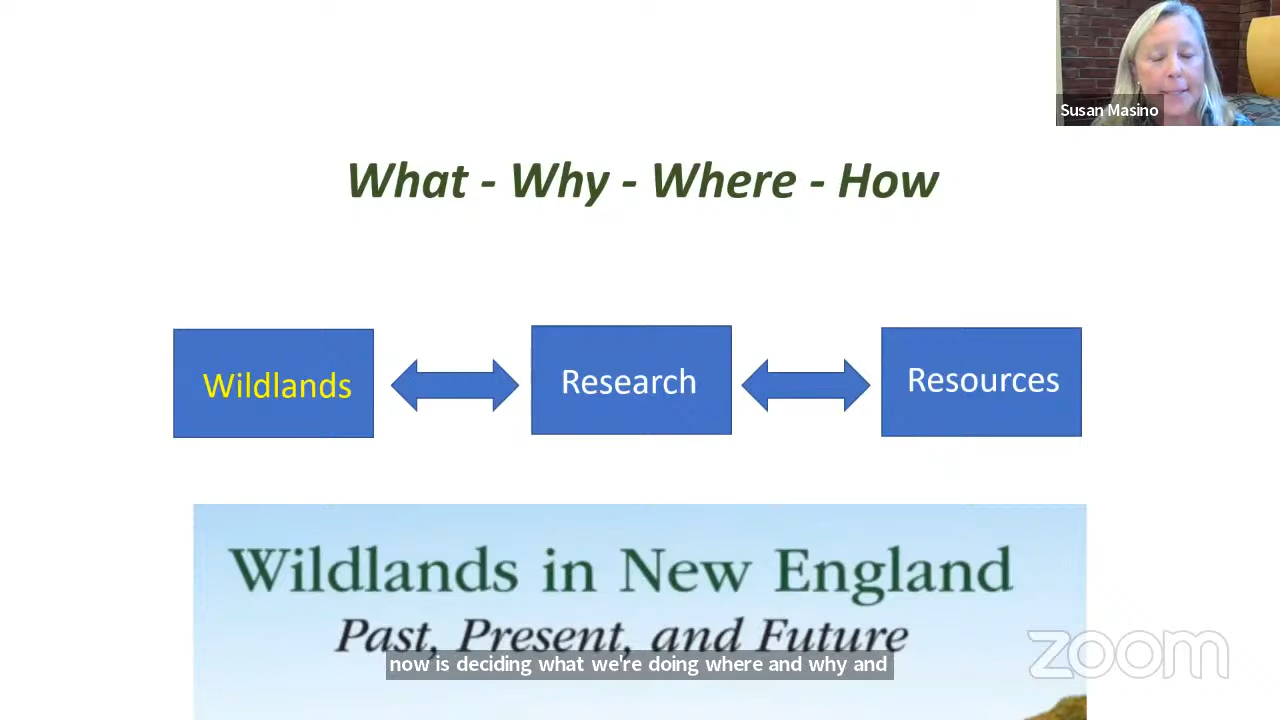 Susan Masino
What - Why - Where - How
Wildlands
Research
Resources
Wildlands in New England
Past, Present, and Future
now is deciding what we're doing where and why and
zoom